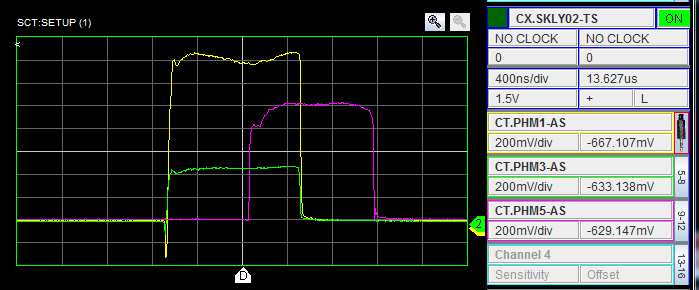 SCT:SETUP (1)
CX.SKLY02-TS ON
NO CLOCK NO CLOCK
0 0
400ns/div 13.627us
1.5V + L
CT.PHM1-AS
200mV/div -667.107mV
CT.PHM3-AS
200mV/div -633.138mV
5-8
CT.PHM5-AS
200mV/div -629.147mV
9-12
Channel 4
Sensitivity Offset
13-16
2
D